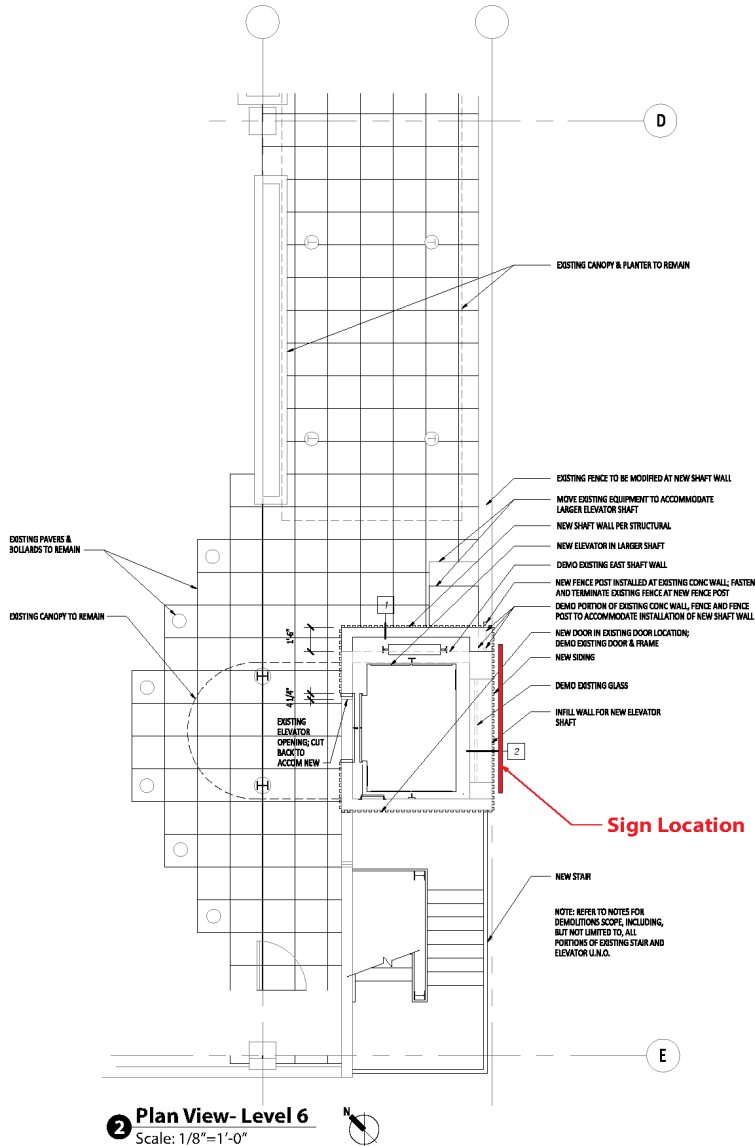 D
EXISTING CANOPY & PLANTER TO REMAIN
EXISTING FENCE TO BE MODIFIED AT NEW SHAFT WALL
MOVE EXISTING EQUIPMENT TO ACCOMMODATE
LARGER ELEVATOR SHAFT
NEW SHAFT WALL PER STRUCTURAL
NEW ELEVATOR IN LARGER SHAFT
DEMO EXISTING EAST SHAFT WALL
NEW FENCE POST INSTALLED AT EXISTING CONC WALL; FASTEN
AND TERMINATE EXISTING FENCE AT NEW FENCE POST
DEMO PORTION OF EXISTING CONC WALL, FENCE AND FENCE
POST TO ACCOMMODATE INSTALLATION OF NEW SHAFT WALL
NEW DOOR IN EXISTING DOOR LOCATION;
DEMO EXISTING DOOR & FRAME
NEW SIDING
DEMO EXISTING GLASS
INFILL WALL FOR NEW ELEVATOR
SHAFT
EXISTING PAVERS &
BOLLARDS TO REMAIN
EXISTING CANOPY TO REMAIN
1
1'-6"
4 1/4"
EXISTING
ELEVATOR
OPENING; CUT
BACK TO
ACCOM NEW
2
Sign Location
NEW STAIR
NOTE: REFER TO NOTES FOR
DEMOLITIONS SCOPE, INCLUDING,
BUT NOT LIMITED TO, ALL
PORTIONS OF EXISTING STAIR AND
ELEVATOR U.N.O.
E
2 Plan View- Level 6
Scale: 1/8"=1'-0"
N